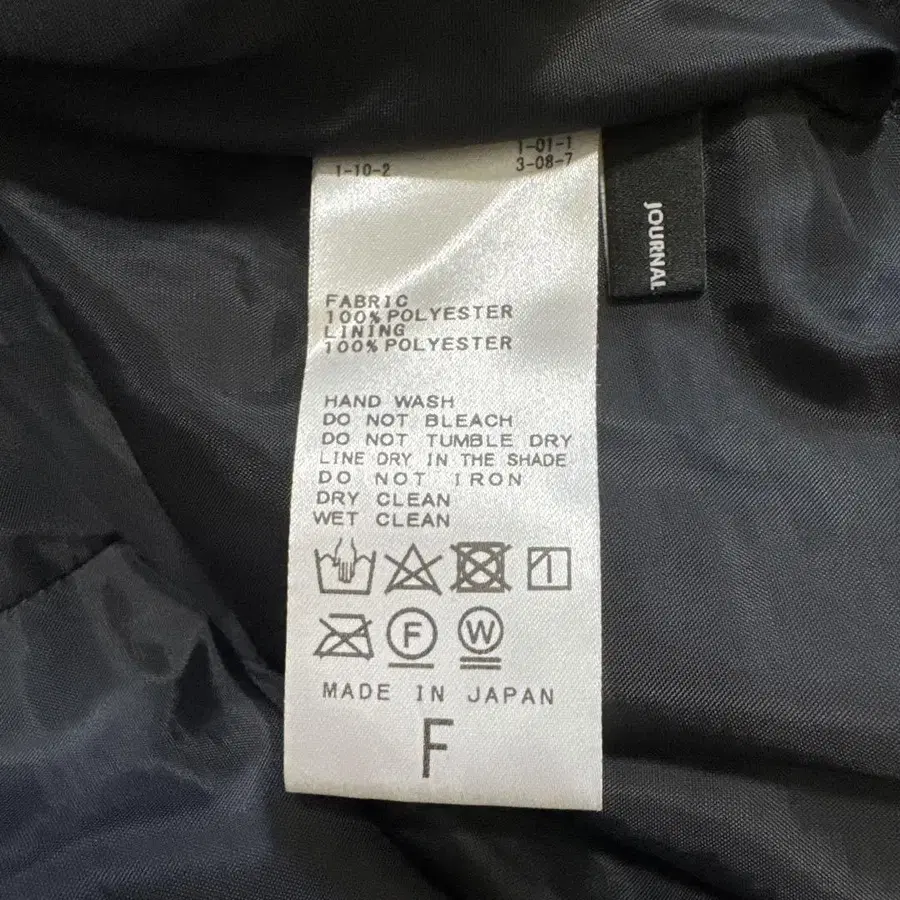 1-10-2
1-01-1
3-08-7
JOURNAL
FABRIC
100% POLYESTER
LINING
100% POLYESTER
HAND WASH
DO NOT BLEACH
DO NOT TUMBLE DRY
LINE DRY IN THE SHADE
DO NOT IRON
DRY CLEAN
WET CLEAN
F
W
MADE IN JAPAN
F